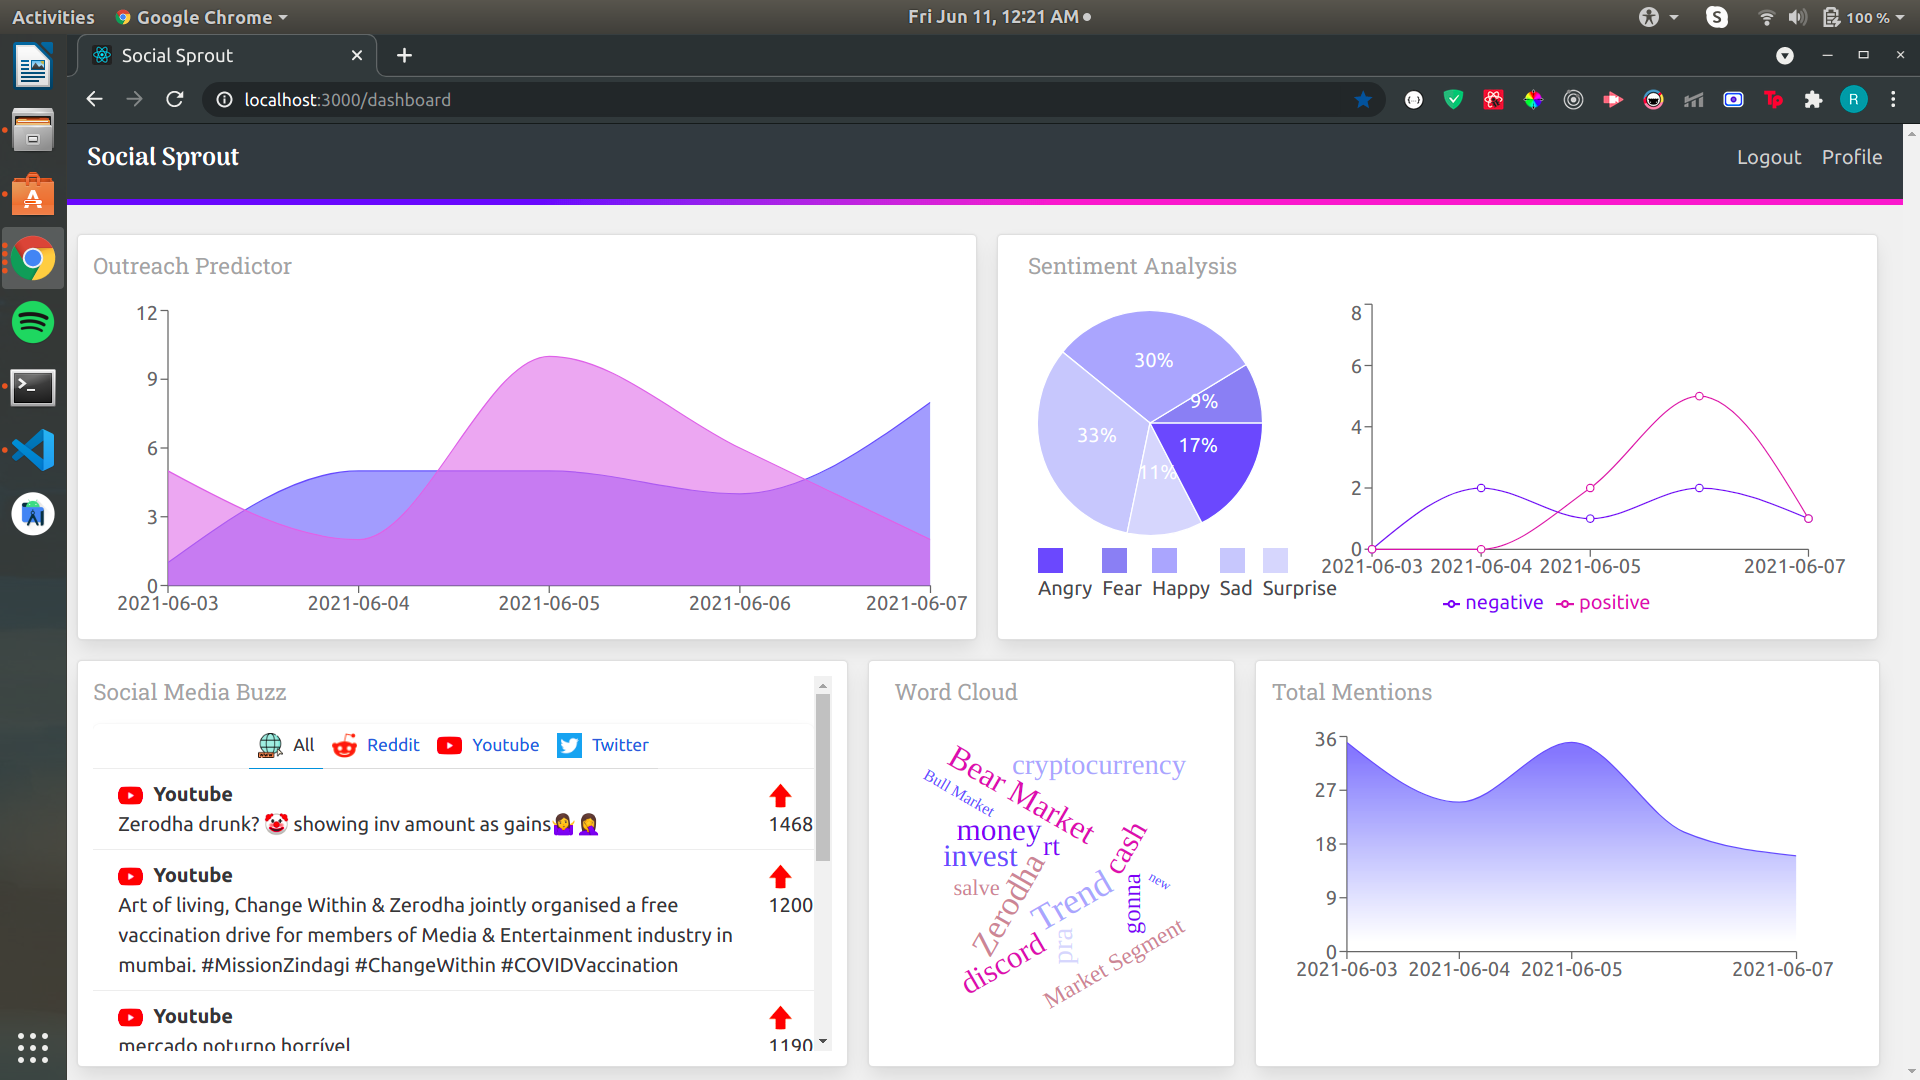 Activities Google Chrome Fri Jun 11, 12:21 AM 100 %
Social Sprout
localhost:3000/dashboard
Social Sprout Logout Profile
Outreach Predictor
12
9
6
3
0
2021-06-03 2021-06-04 2021-06-05 2021-06-06 2021-06-07
Sentiment Analysis
30%
9%
33%
17%
11%
Angry Fear Happy Sad Surprise
8
6
4
2
0
2021-06-03 2021-06-04 2021-06-05 2021-06-07
negative positive
Social Media Buzz
All Reddit Youtube Twitter
Youtube
Zerodha drunk? 🤡 showing inv amount as gains🤷‍♀️🤦‍♀️ 1468
Youtube
Art of living, Change Within & Zerodha jointly organised a free 1200
vaccination drive for members of Media & Entertainment industry in
mumbai. #MissionZindagi #ChangeWithin #COVIDVaccination
Youtube
mercado noturno horrível 1190
Word Cloud
Bear Market
cryptocurrency
Bull Market
money
rt
cash
invest
salve
Zerodha
Trend
new
gonna
pra
discord
Market Segment
Total Mentions
36
27
18
9
0
2021-06-03 2021-06-04 2021-06-05 2021-06-07